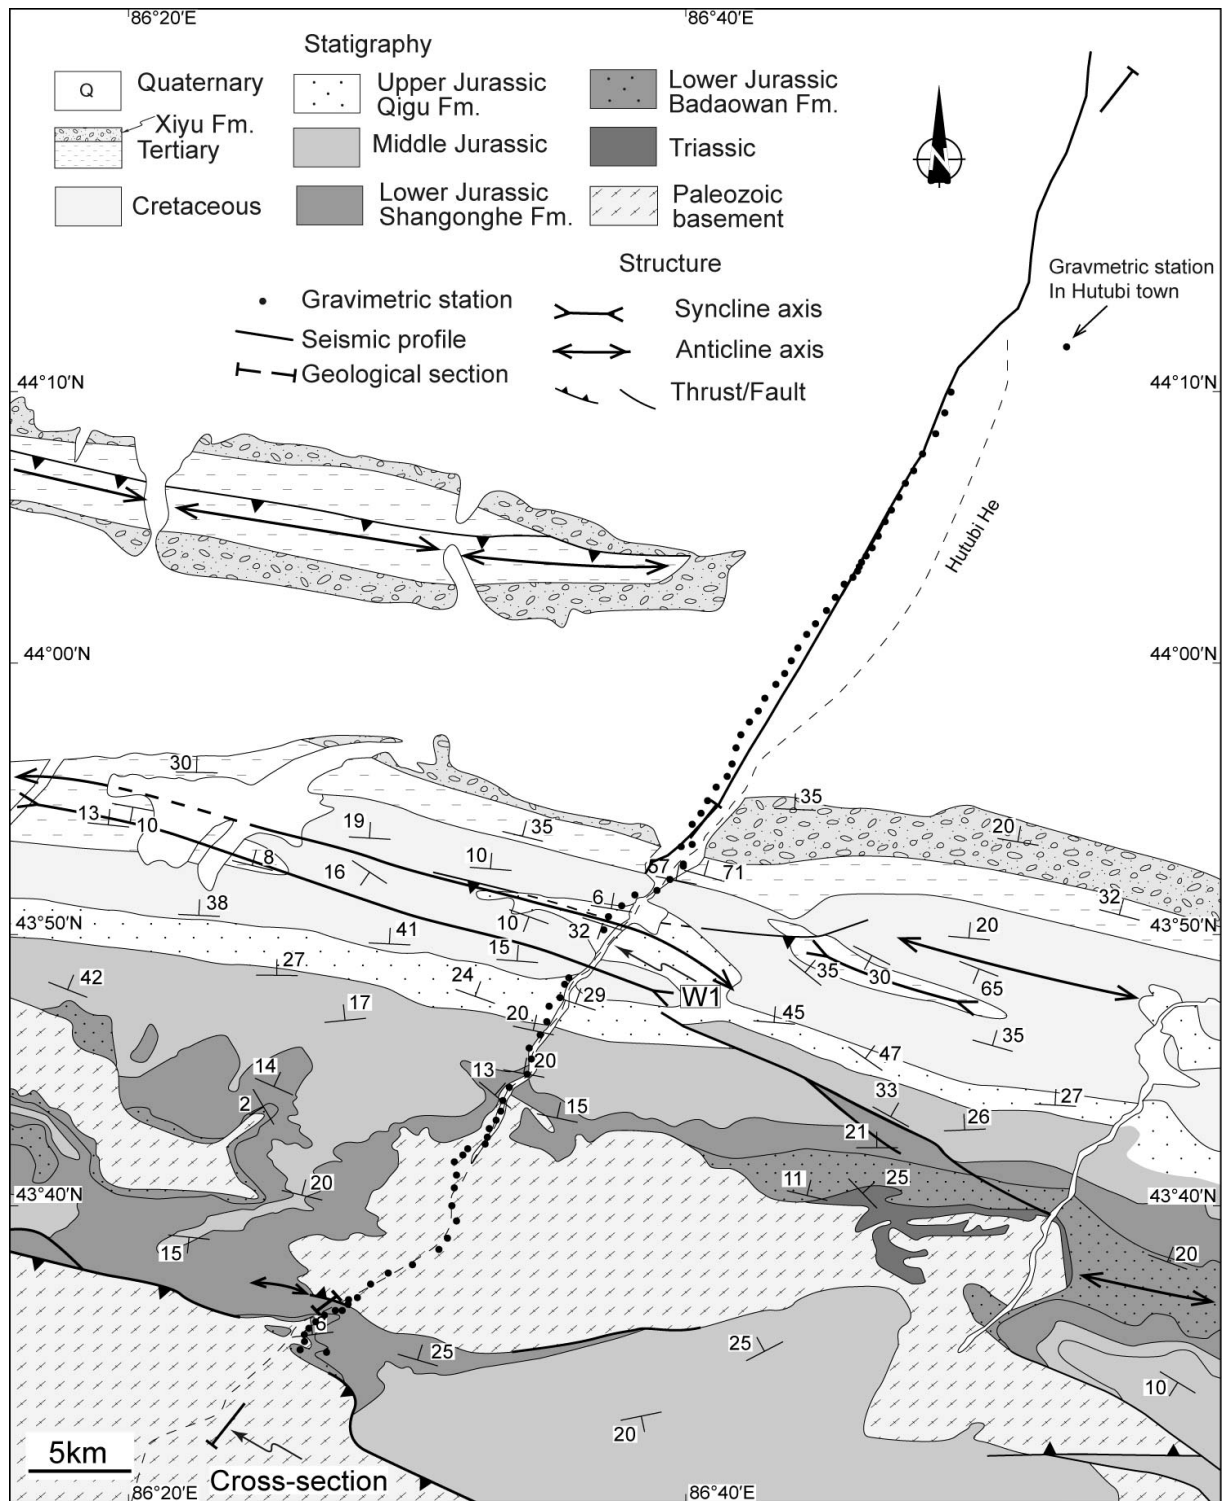 86°20′E
86°40′E
Statigraphy
Q
Quaternary
Xiyu Fm.
Tertiary
Cretaceous
Upper Jurassic
Qigu Fm.
Middle Jurassic
Lower Jurassic
Shangonghe Fm.
Lower Jurassic
Badaowan Fm.
Triassic
Paleozoic
basement
N
Structure
Gravimetric station
Seismic profile
Geological section
Syncline axis
Anticline axis
Thrust/Fault
Gravmetric station
In Hutubi town
44°10′N
44°10′N
Hutubi He
44°00′N
44°00′N
30
13
10
19
35
35
20
8
16
10
67
71
38
6
32
43°50′N
41
10
32
20
43°50′N
15
27
35
30
65
42
24
29
W1
17
20
45
35
14
13
20
47
2
15
33
27
21
26
43°40′N
20
11
25
43°40′N
15
20
6
25
25
10
20
5km
Cross-section
86°20′E
86°40′E